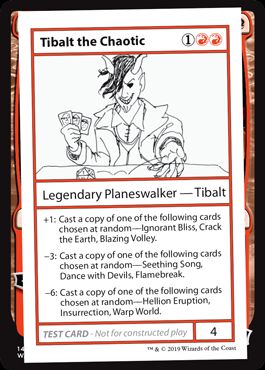 Tibalt the Chaotic 1
Legendary Planeswalker — Tibalt
+1: Cast a copy of one of the following cards
chosen at random—Ignorant Bliss, Crack
the Earth, Blazing Volley.
−3: Cast a copy of one of the following cards
chosen at random—Seething Song,
Dance with Devils, Flamebreak.
−6: Cast a copy of one of the following cards
chosen at random—Hellion Eruption,
Insurrection, Warp World.
TEST CARD - Not for constructed play 4
14
W ™ & © 2019 Wizards of the Coast